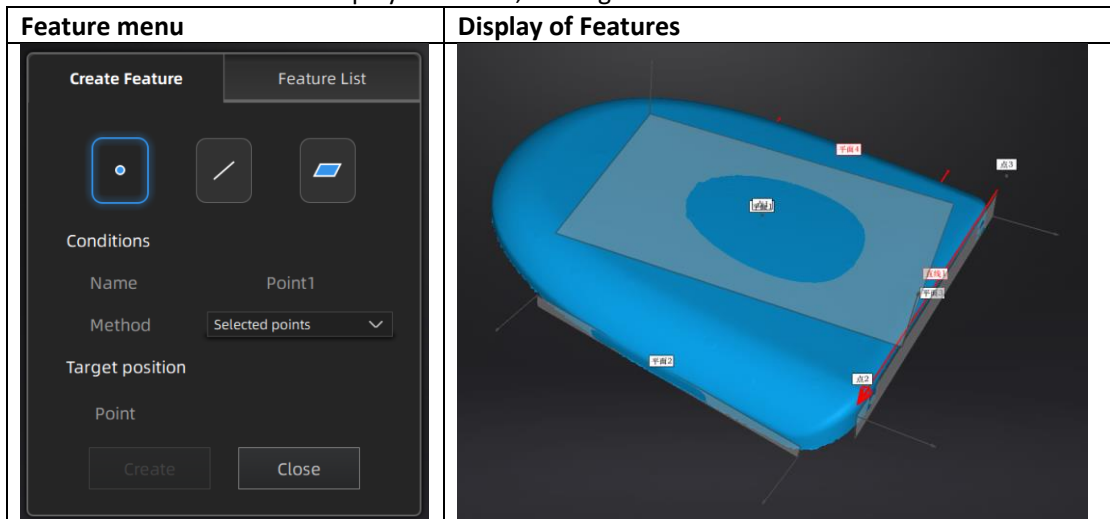 Feature menu
Display of Features
Create Feature
Feature List
Conditions
Name
Point1
Method
Selected points
Target position
Point
Create
Close
平面4
点3
直线1
平面3
平面2
点2